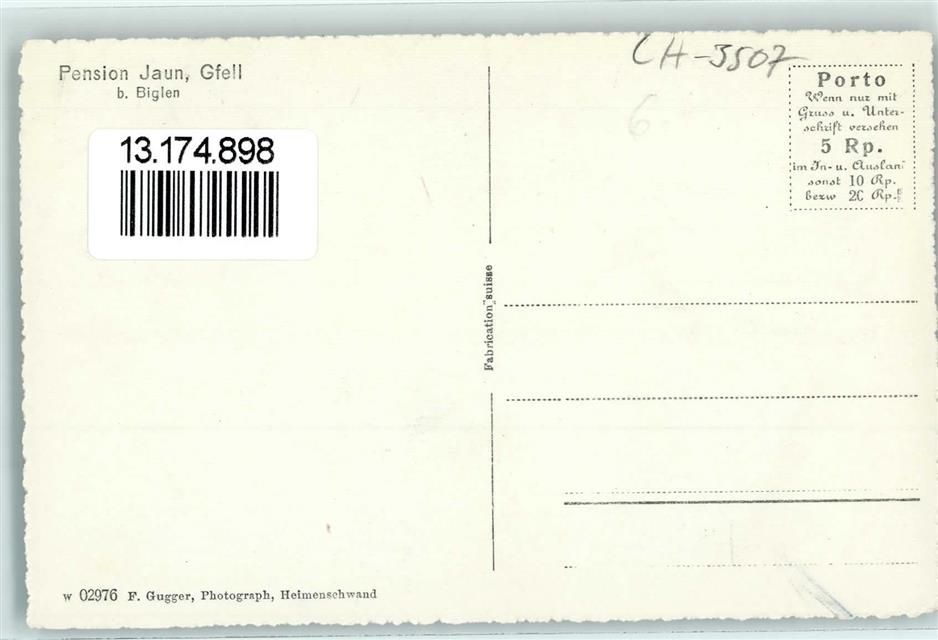 Pension Jaun, Gfell
b. Biglen
13.174.898
CH-3507
6
Porto
Wenn nur mit
Gruss u. Unter-
schrift versehen
5 Rp.
im In- u. Auslan
sonst 10 Rp.
bezw 20 Rp.
Fabrication suisse
w 02976 F. Gugger, Photograph, Heimenschwand